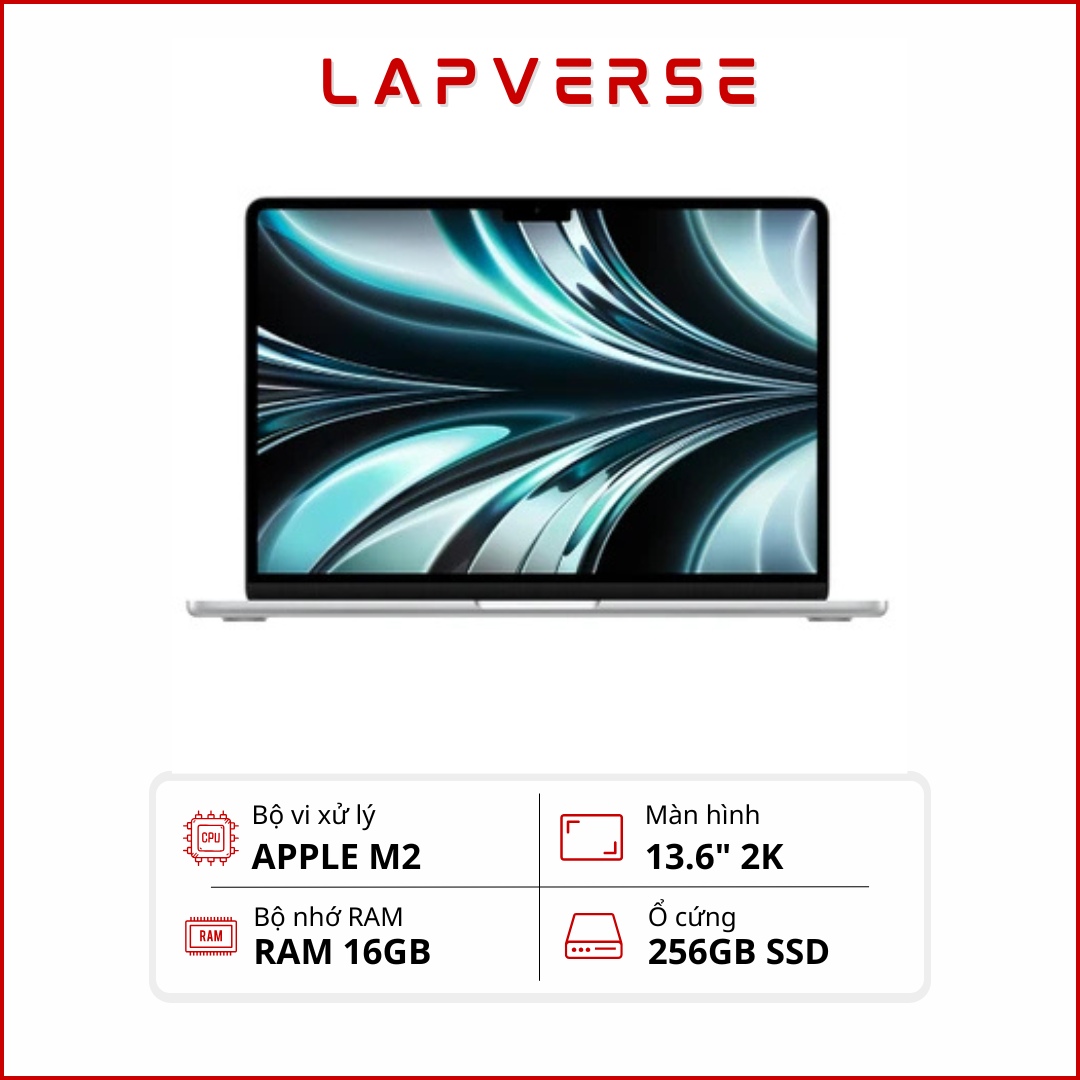 LAPVERSE
Bộ vi xử lý
APPLE M2
Màn hình
13.6" 2K
Bộ nhớ RAM
RAM 16GB
Ổ cứng
256GB SSD
CPU
RAM